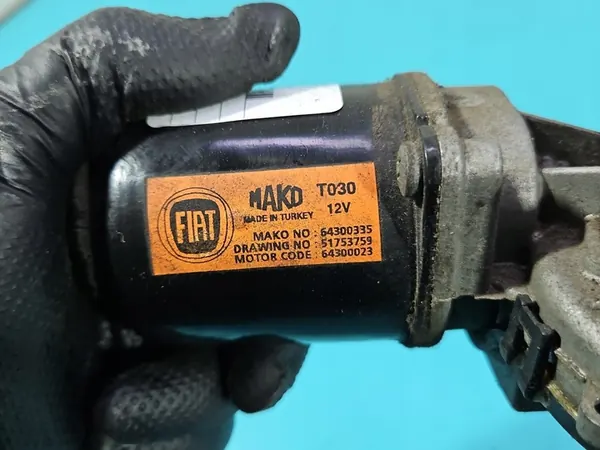 FIAT
MAKO T030
MADE IN TURKEY 12V
MAKO NO : 64300335
DRAWING NO : 51753759
MOTOR CODE : 64300023